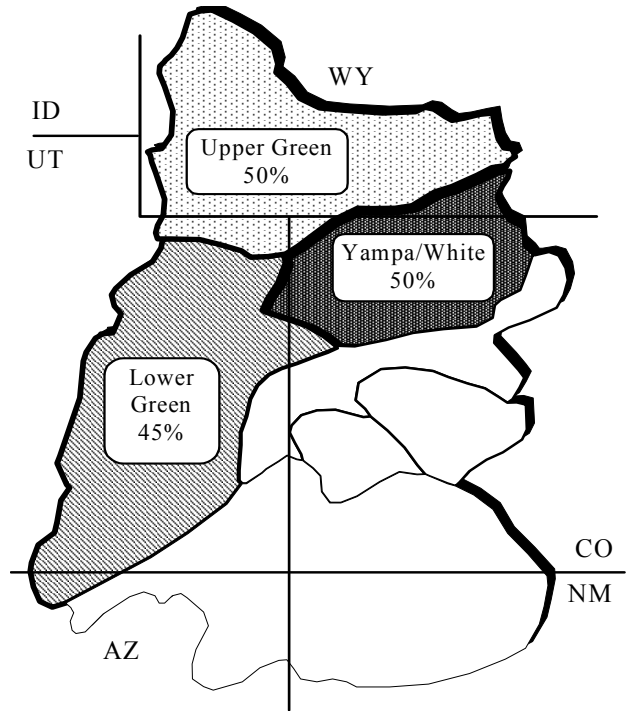 WY
ID
UT
Upper Green
50%
Yampa/White
50%
Lower
Green
45%
CO
NM
AZ